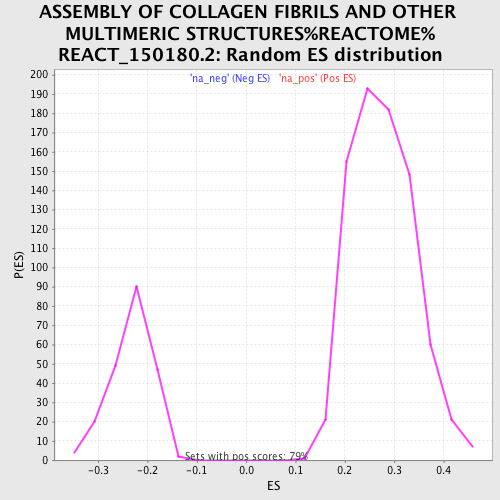 ASSEMBLY OF COLLAGEN FIBRILS AND OTHER
MULTIMERIC STRUCTURES%REACTOME%
REACT_150180.2: Random ES distribution
'na_neg' (Neg ES) 'na_pos' (Pos ES)
200
190
180
170
160
150
140
130
120
110
100
90
80
70
60
50
40
30
20
10
0
P(ES)
Sets with pos scores: 79%
-0.3 -0.2 -0.1 0.0 0.1 0.2 0.3 0.4
ES